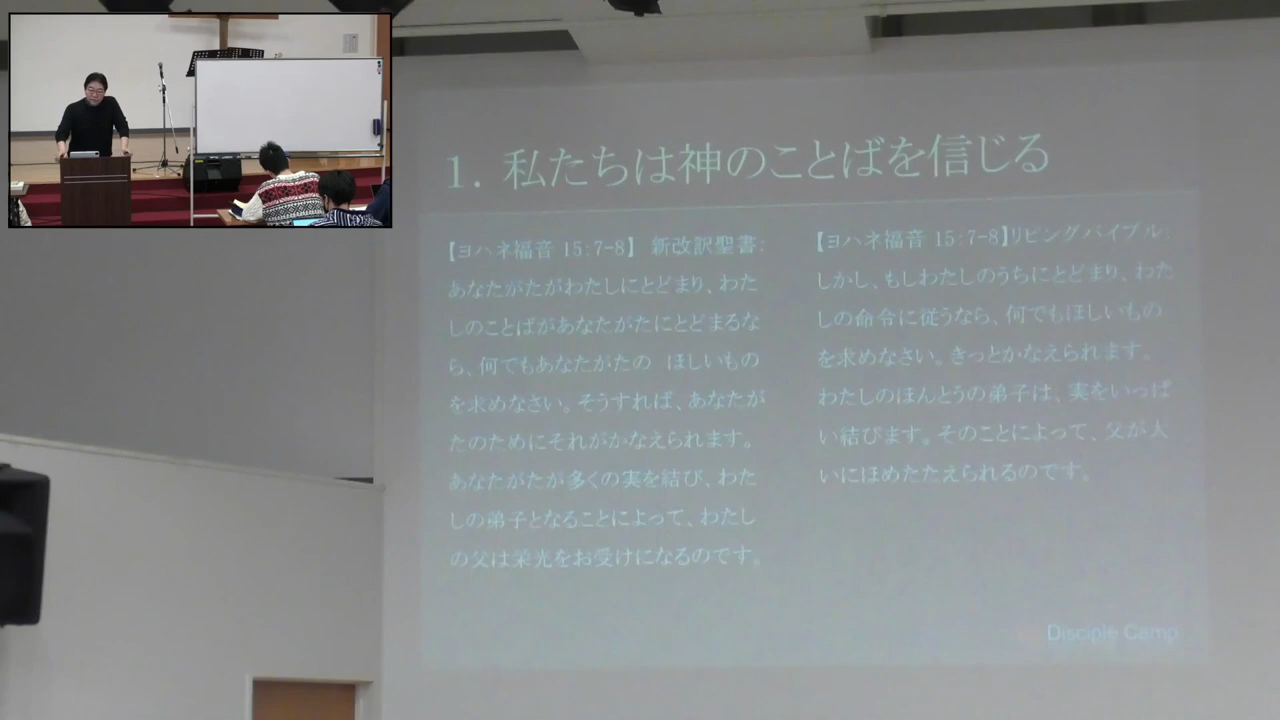 1. 私たちは神のことばを信じる
【ヨハネ福音 15:7-8】 新改訳聖書:
あなたがたがわたしにとどまり、わた
しのことばがあなたがたにとどまるな
ら、何でもあなたがたの ほしいもの
を求めなさい。そうすれば、あなたが
たのためにそれがかなえられます。
あなたがたが多くの実を結び、わた
しの弟子となることによって、わたし
の父は栄光をお受けになるのです。
【ヨハネ福音 15:7-8】リビングバイブル:
しかし、もしわたしのうちにとどまり、わた
しの命令に従うなら、何でもほしいもの
を求めなさい。きっとかなえられます。
わたしのほんとうの弟子は、実をいっぱ
い結びます。そのことによって、父が大
いにほめたたえられるのです。
Disciple Camp